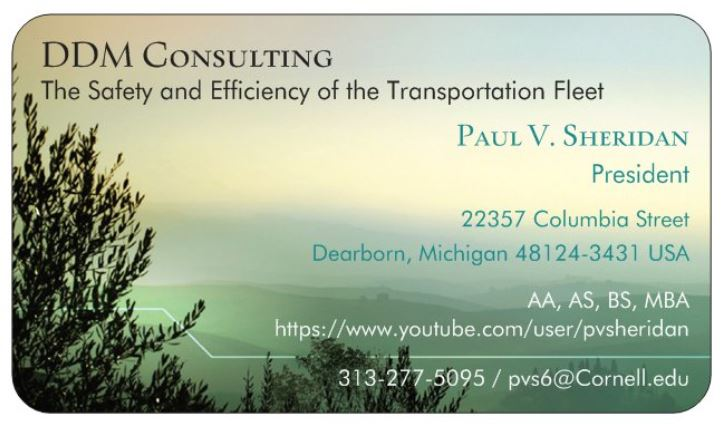 DDM Consulting
The Safety and Efficiency of the Transportation Fleet
Paul V. Sheridan
President
22357 Columbia Street
Dearborn, Michigan 48124-3431 USA
AA, AS, BS, MBA
https://www.youtube.com/user/pvsheridan
313-277-5095 / pvs6@Cornell.edu